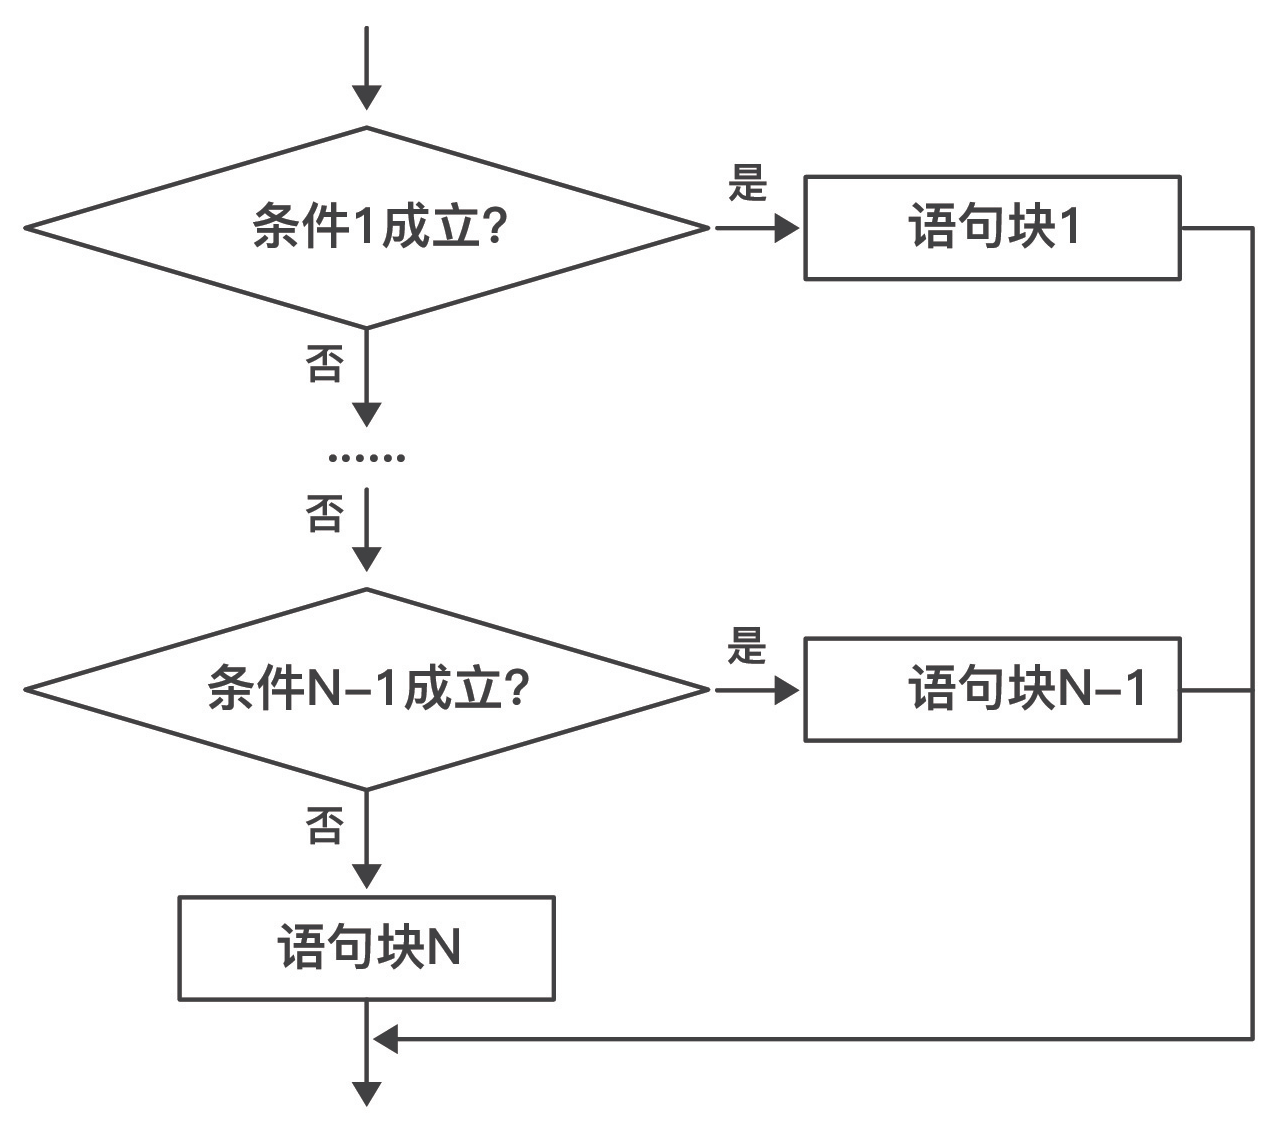 条件1成立?
是
语句块1
否
······
否
条件N-1成立?
是
语句块N-1
否
语句块N